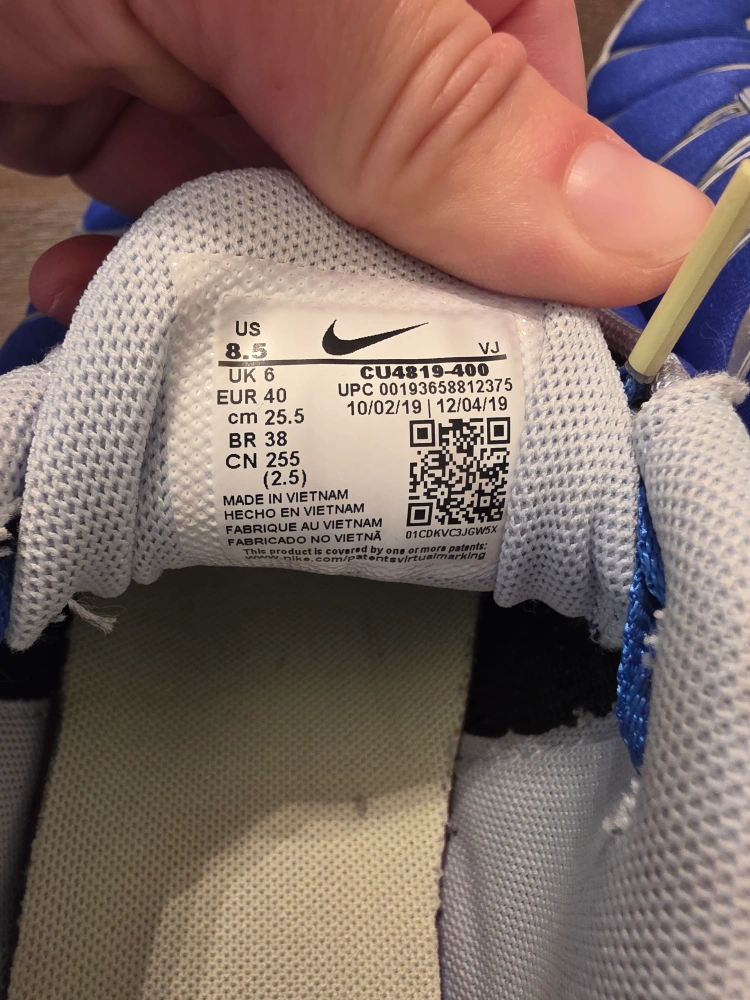 US
8.5
VJ
UK 6
EUR 40
cm 25.5
BR 38
CN 255
(2.5)
CU4819-400
UPC 00193658812375
10/02/19 | 12/04/19
01CDKVC3JGW5X
MADE IN VIETNAM
HECHO EN VIETNAM
FABRIQUE AU VIETNAM
FABRICADO NO VIETNÃ
This product is covered by one or more patents:
www.nike.com/patentsvirtualmarking